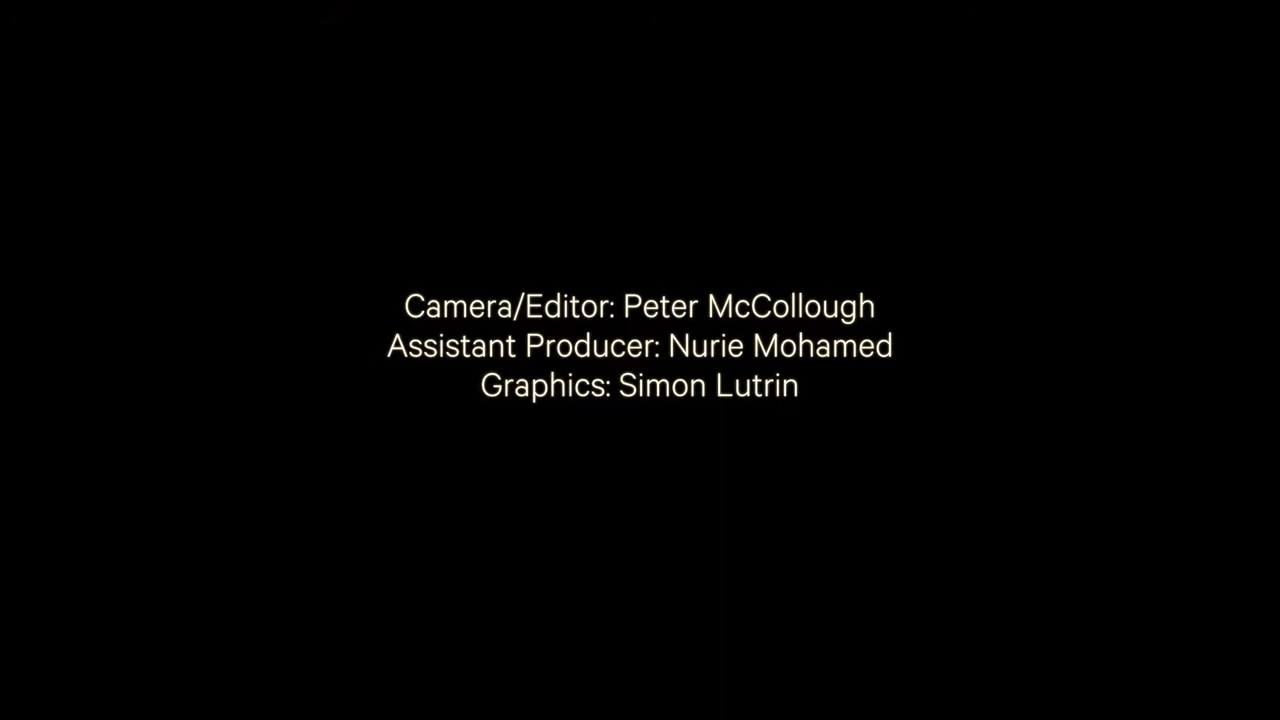 Camera/Editor: Peter McCollough
Assistant Producer: Nurie Mohamed
Graphics: Simon Lutrin